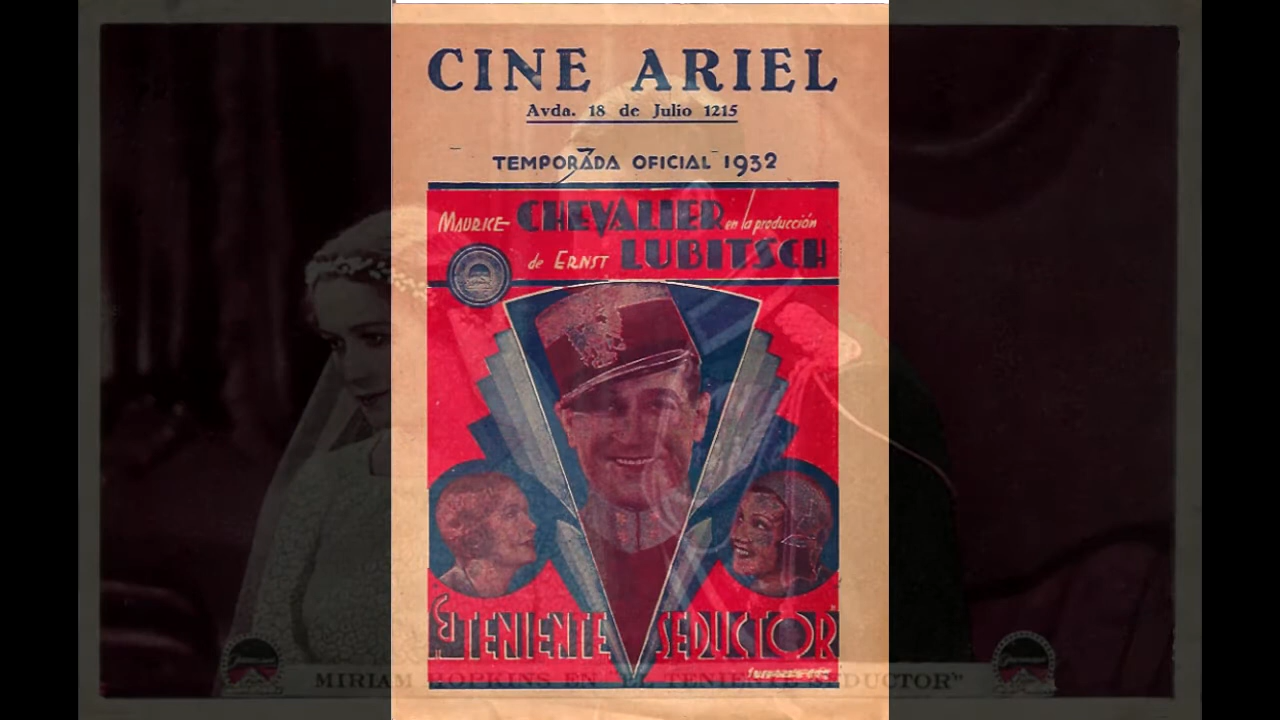 CINE ARIEL
Avda. 18 de Julio 1215
TEMPORADA OFICIAL 1932
MAURICE CHEVALIER en la producción
de ERNST LUBITSCH
EL TENIENTE SEDUCTOR
MIRIAM HOPKINS EN "EL TENIENTE SEDUCTOR"